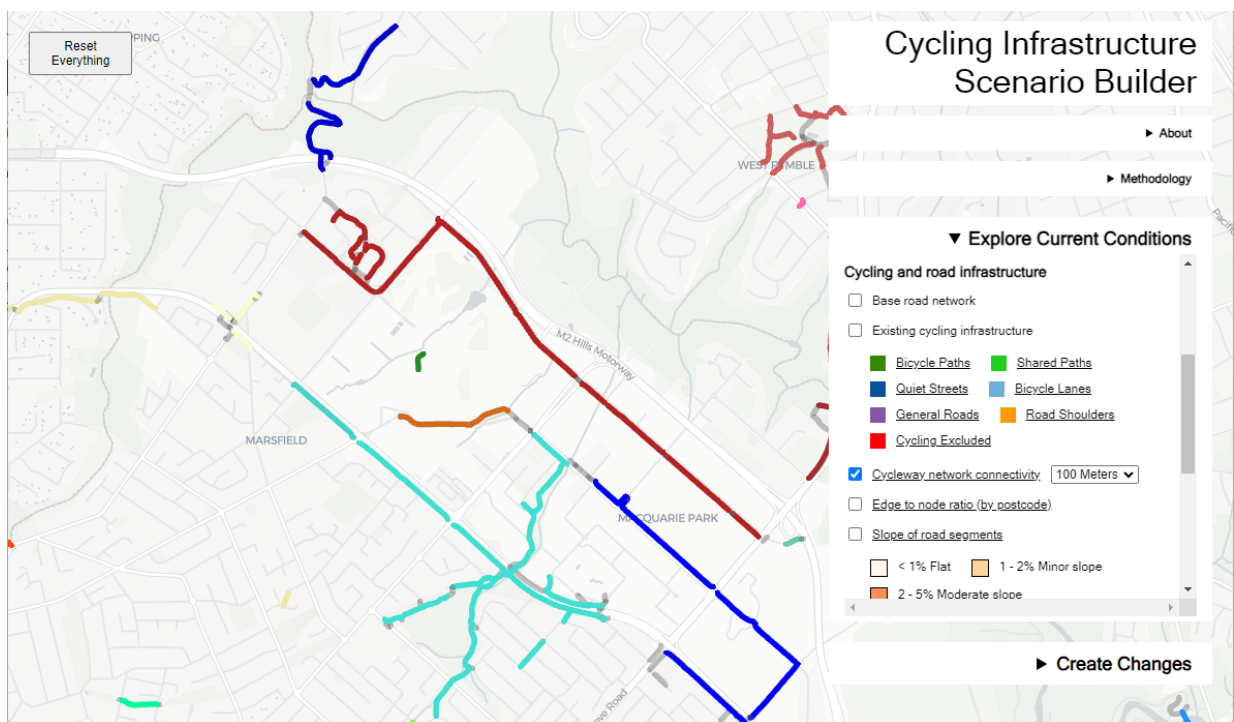 Reset
Everything
PING
Cycling Infrastructure
Scenario Builder
About
Methodology
WEST PYMBLE
Pacific
Explore Current Conditions
Cycling and road infrastructure
Base road network
Existing cycling infrastructure
Bicycle Paths
Shared Paths
Quiet Streets
Bicycle Lanes
General Roads
Road Shoulders
Cycling Excluded
Cycleway network connectivity
100 Meters
Edge to node ratio (by postcode)
Slope of road segments
< 1% Flat
1 - 2% Minor slope
2 - 5% Moderate slope
M2 Hills Motorway
MARSFIELD
MACQUARIE PARK
Road
Create Changes